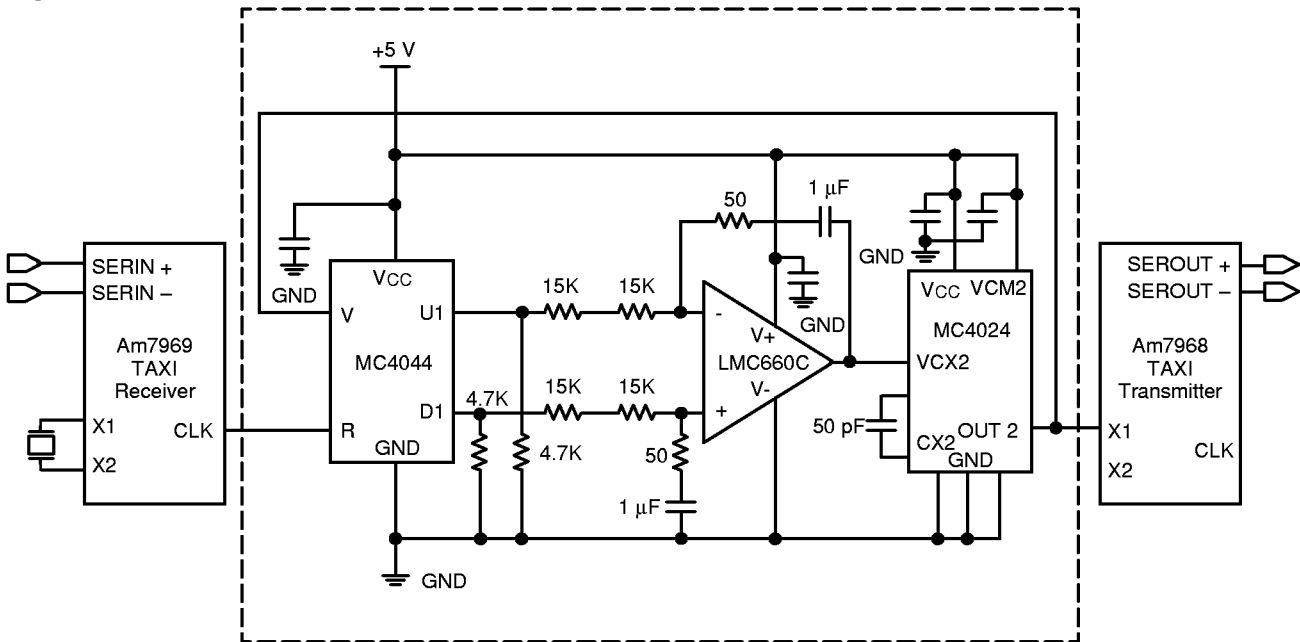 +5 V
1 µF
50
GND
SERIN +
SERIN –
Am7969
TAXI
Receiver
X1
X2
CLK
GND
VCC
V
U1
MC4044
D1
R
GND
15K
15K
15K
15K
4.7K
4.7K
-
V+
LMC660C
V-
+
GND
50
1 µF
GND
VCC
VCM2
MC4024
VCX2
50 pF
CX2
OUT 2
GND
SEROUT +
SEROUT –
Am7968
TAXI
Transmitter
X1
X2
CLK